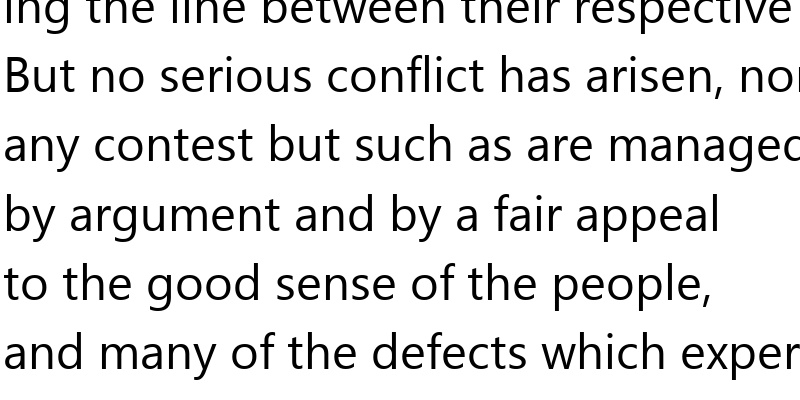 ing the line between their respective
But no serious conflict has arisen, nor
any contest but such as are managed
by argument and by a fair appeal
to the good sense of the people,
and many of the defects which exper